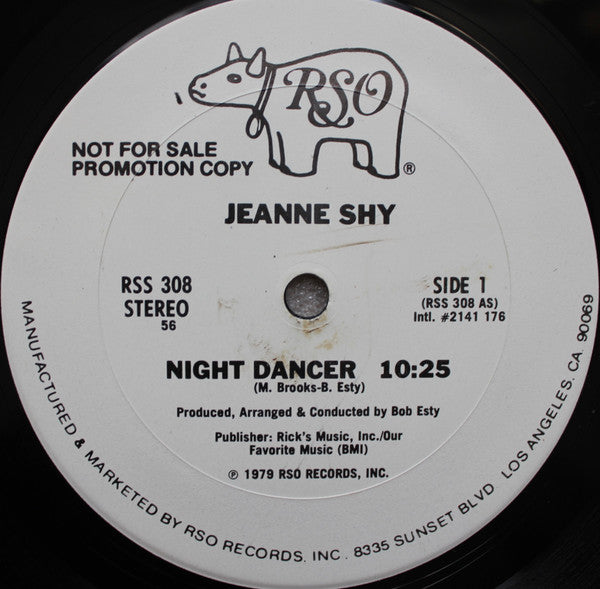 RSO
®
NOT FOR SALE
PROMOTION COPY
JEANNE SHY
RSS 308
STEREO
56
SIDE 1
(RSS 308 AS)
Intl. #2141 176
NIGHT DANCER 10:25
(M. Brooks-B. Esty)
Produced, Arranged & Conducted by Bob Esty
Publisher: Rick's Music, Inc./Our
Favorite Music (BMI)
℗ 1979 RSO RECORDS, INC.
MANUFACTURED & MARKETED BY RSO RECORDS, INC. 8335 SUNSET BLVD LOS ANGELES, CA. 90069